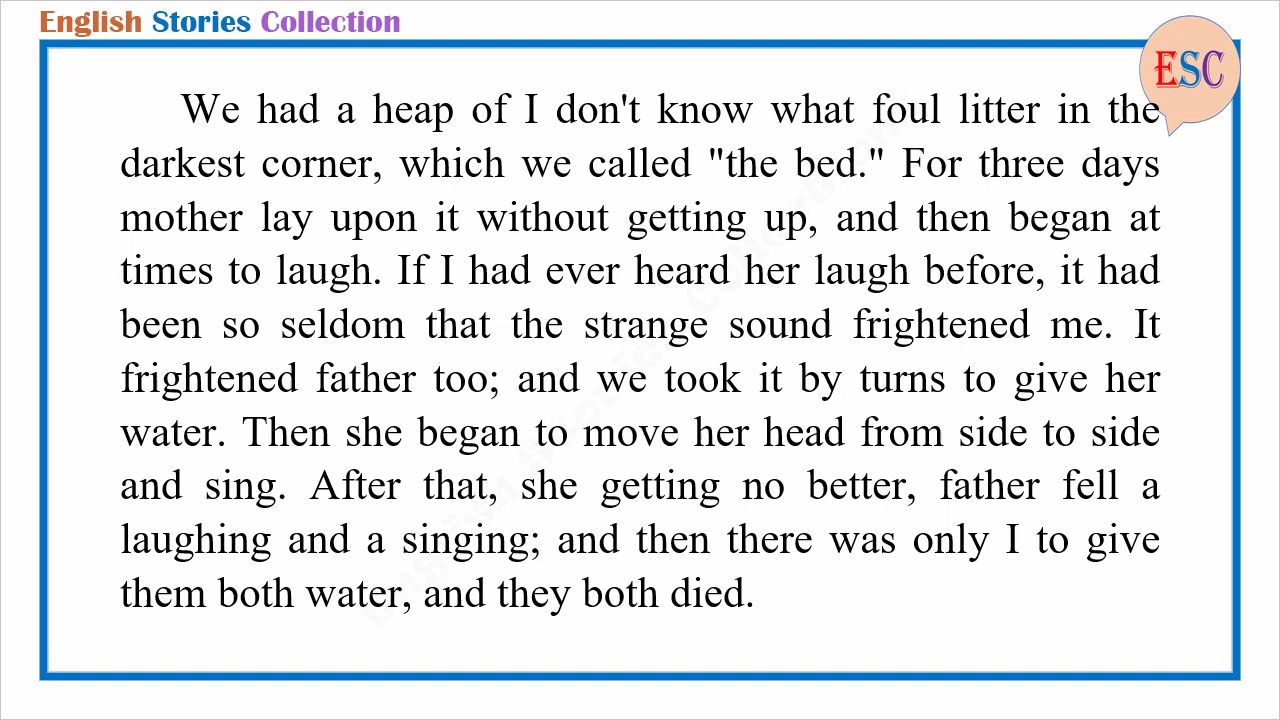 English Stories Collection
ESC
We had a heap of I don't know what foul litter in the
darkest corner, which we called "the bed." For three days
mother lay upon it without getting up, and then began at
times to laugh. If I had ever heard her laugh before, it had
been so seldom that the strange sound frightened me. It
frightened father too; and we took it by turns to give her
water. Then she began to move her head from side to side
and sing. After that, she getting no better, father fell a
laughing and a singing; and then there was only I to give
them both water, and they both died.
English Stories Collection